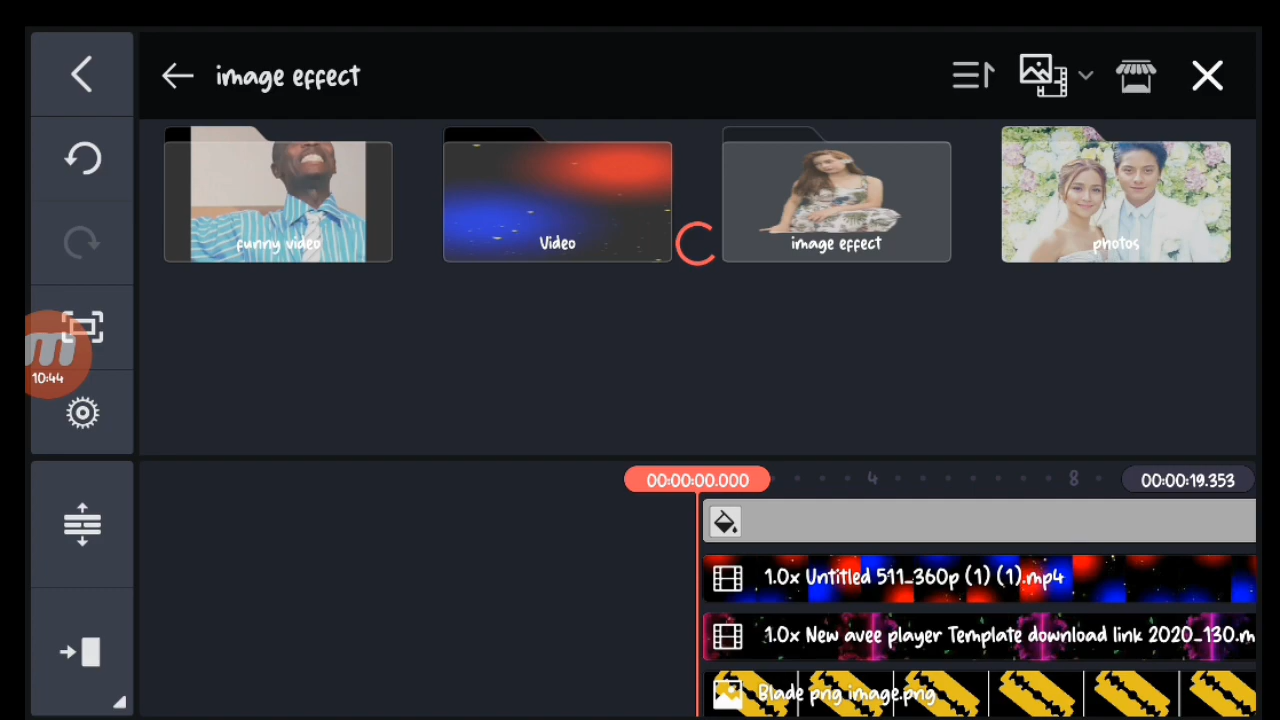 image effect
funny video
Video
image effect
photos
m
10:44
00:00:00.000
4
8
00:00:19.353
1.0x Untitled 511_360p (1) (1).mp4
1.0x New avee player Template download link 2020_130.m
Blade png image.png